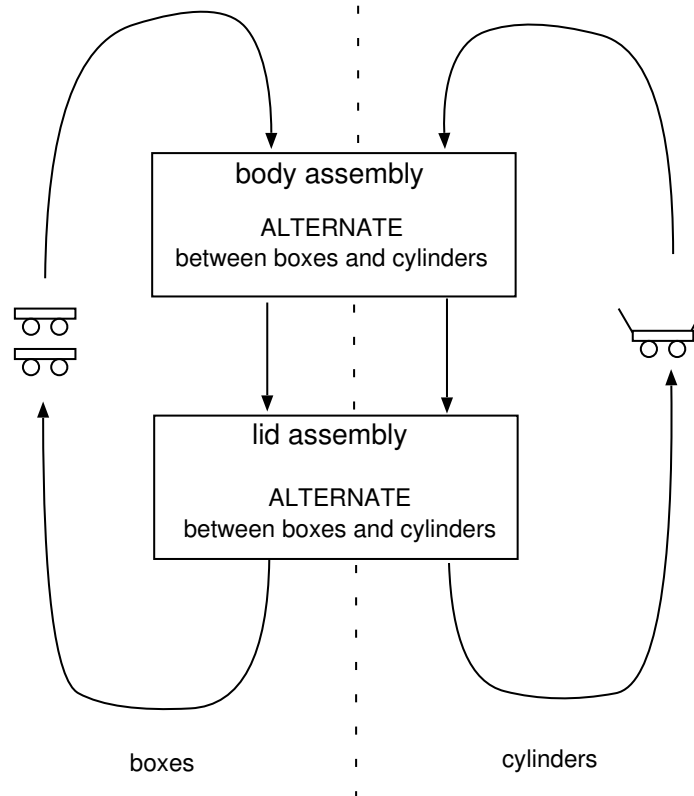 body assembly
ALTERNATE
between boxes and cylinders
lid assembly
ALTERNATE
between boxes and cylinders
boxes
cylinders